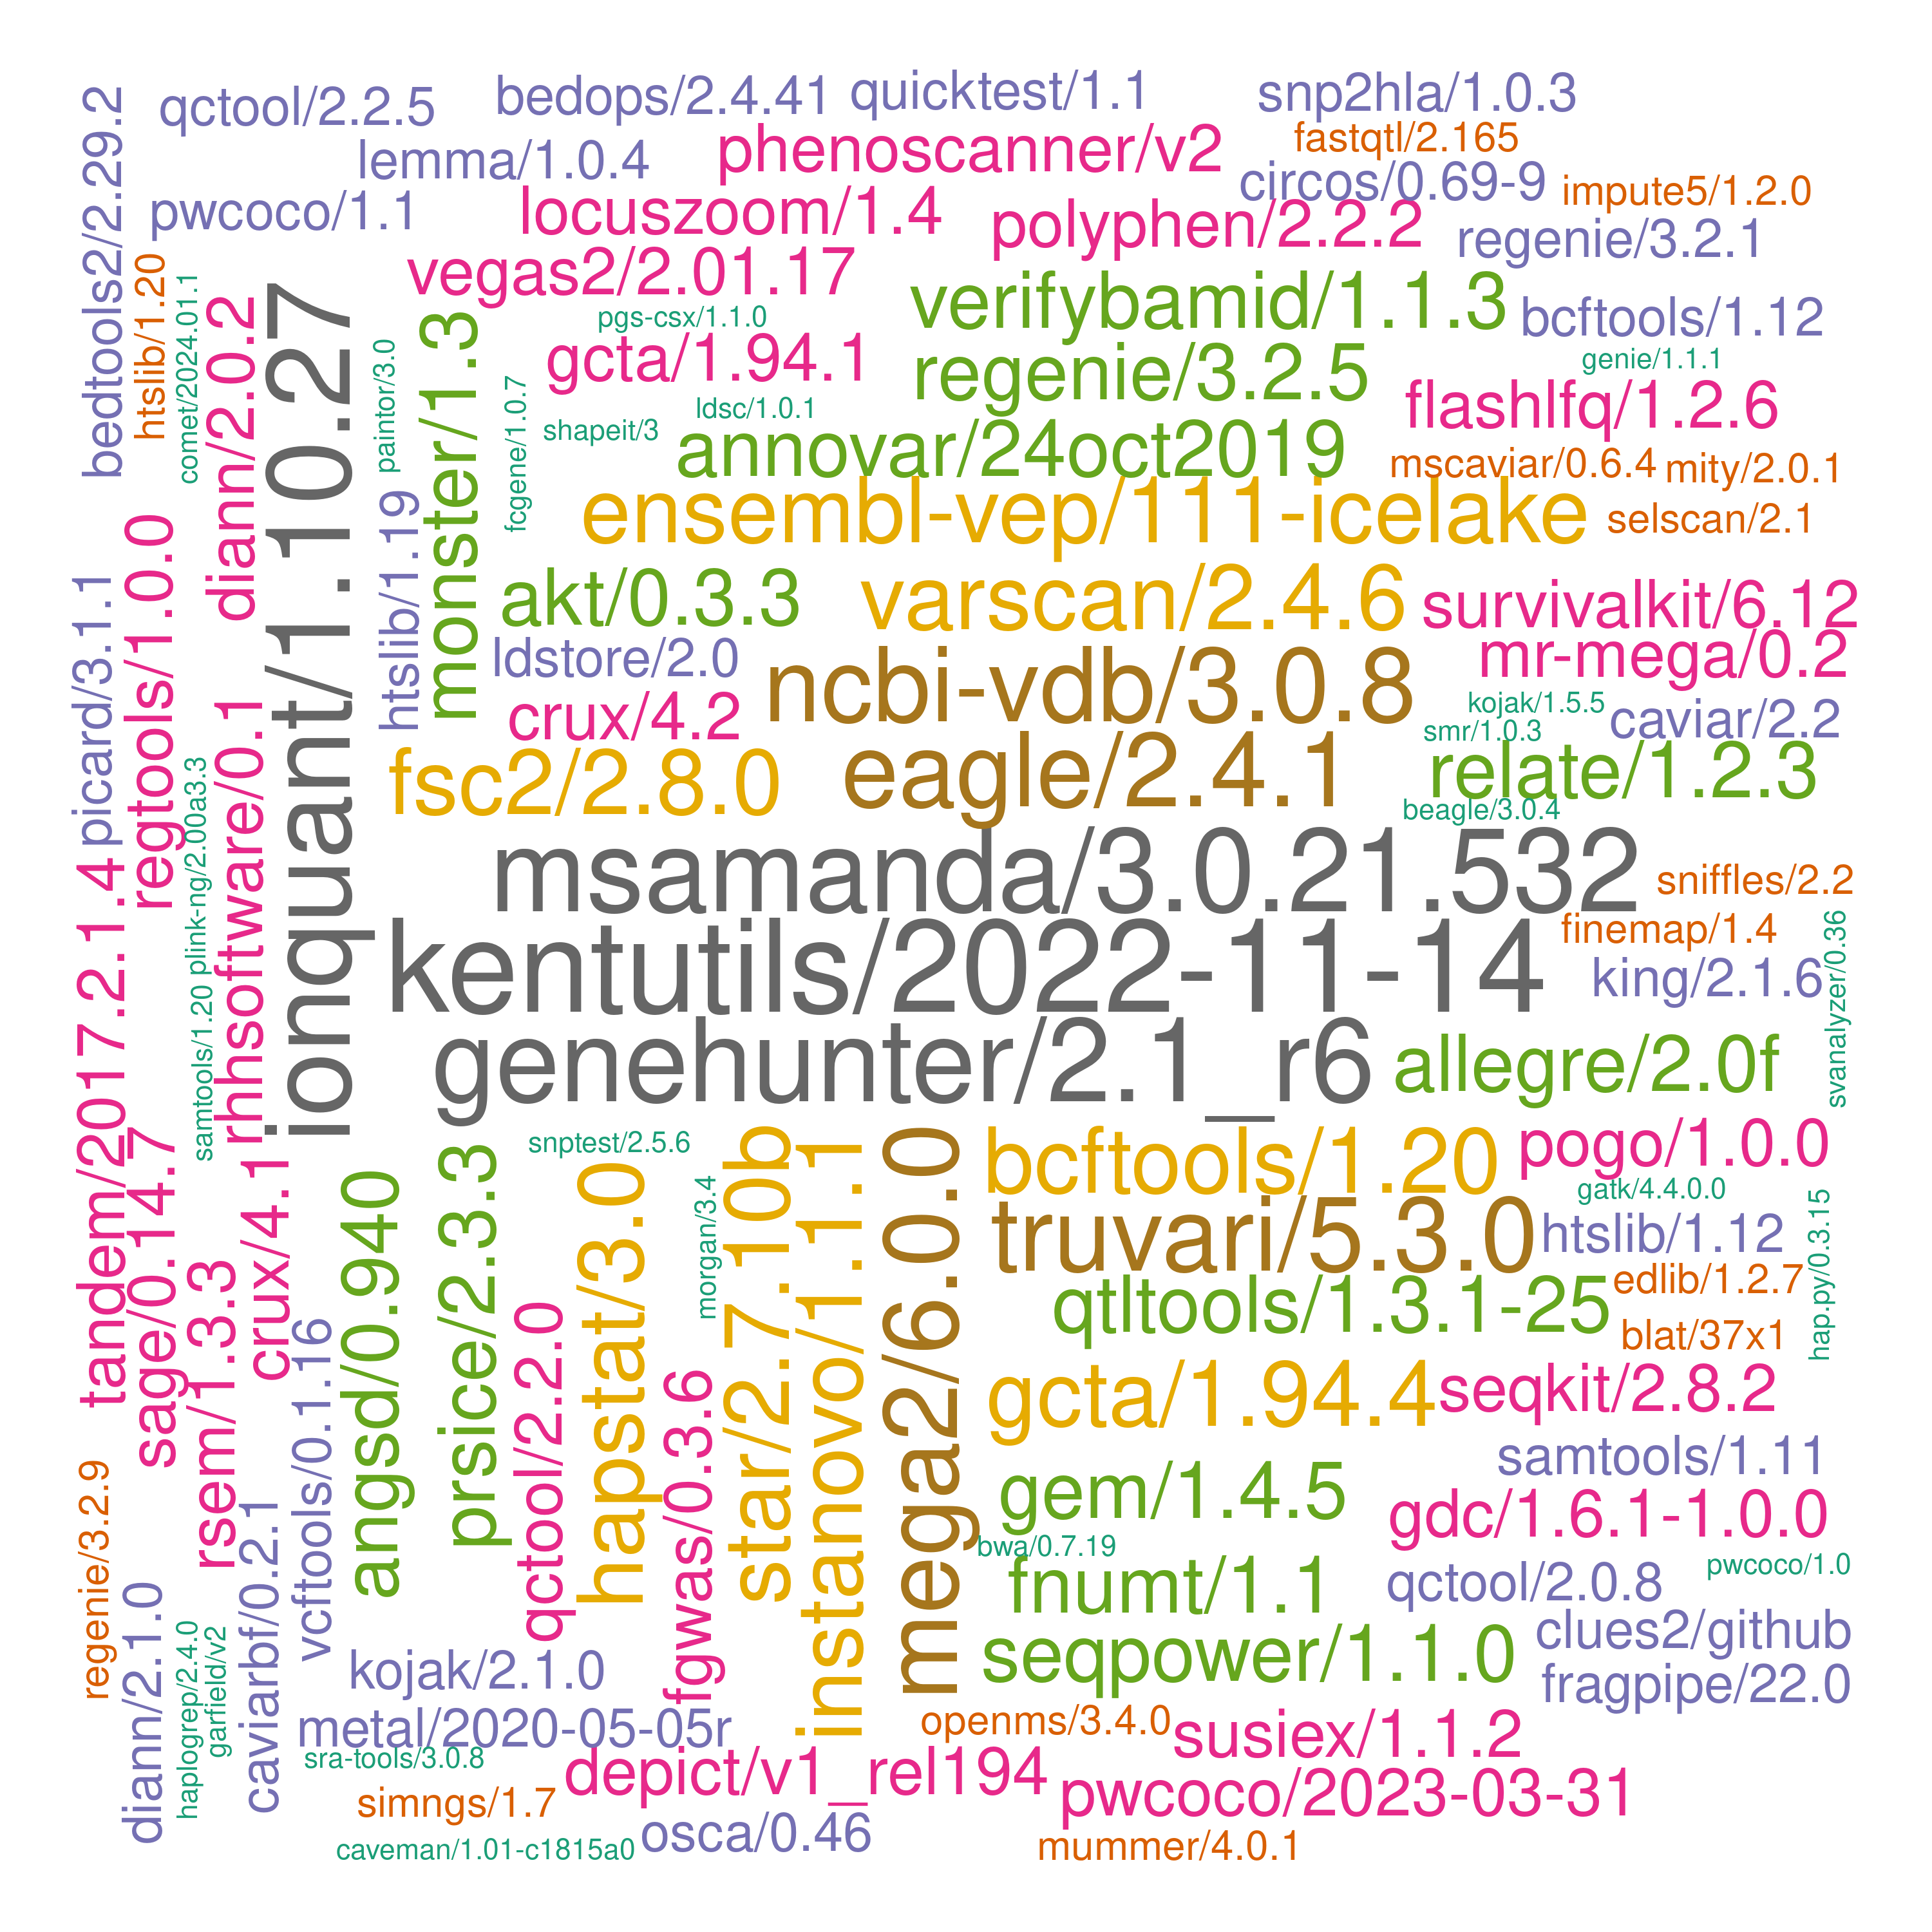 qctool/2.2.5
bedops/2.4.41
quicktest/1.1
snp2hla/1.0.3
bedtools2/2.29.2
lemma/1.0.4
phenoscanner/v2
fastqtl/2.165
circos/0.69-9
impute5/1.2.0
pwcoco/1.1
locuszoom/1.4
polyphen/2.2.2
regenie/3.2.1
htslib/1.20
comet/2024.01.1
diann/2.0.2
ionquant/1.10.27
vegas2/2.01.17
verifybamid/1.1.3
bcftools/1.12
pgs-csx/1.1.0
paintor/3.0
monster/1.3
gcta/1.94.1
regenie/3.2.5
genie/1.1.1
flashlfq/1.2.6
fcgene/1.0.7
ldsc/1.0.1
shapeit/3
annovar/24oct2019
mscaviar/0.6.4
mity/2.0.1
htslib/1.19
ensembl-vep/111-icelake
selscan/2.1
picard/3.1.1
regtools/1.0.0
akt/0.3.3
varscan/2.4.6
survivalkit/6.12
ldstore/2.0
ncbi-vdb/3.0.8
mr-mega/0.2
crux/4.2
kojak/1.5.5
caviar/2.2
smr/1.0.3
rhhsoftware/0.1
plink-ng/2.00a3.3
fsc2/2.8.0
eagle/2.4.1
relate/1.2.3
beagle/3.0.4
tandem/2017.2.1.4
msamanda/3.0.21.532
sniffles/2.2
kentutils/2022-11-14
finemap/1.4
king/2.1.6
svanalyzer/0.36
samtools/1.20
genehunter/2.1_r6
allegre/2.0f
sage/0.14.7
crux/4.1
snptest/2.5.6
bcftools/1.20
pogo/1.0.0
angsd/0.940
prsice/2.3.3
hapstat/3.0
morgan/3.4
star/2.7.10b
instanovo/1.1.1
mega2/6.0.0
gatk/4.4.0.0
truvari/5.3.0
htslib/1.12
hap.py/0.3.15
rsem/1.3.3
vcftools/0.1.16
qctool/2.2.0
qtltools/1.3.1-25
edlib/1.2.7
blat/37x1
fgwas/0.3.6
gcta/1.94.4
seqkit/2.8.2
regenie/3.2.9
caviarbf/0.2.1
gem/1.4.5
samtools/1.11
gdc/1.6.1-1.0.0
bwa/0.7.19
fnumt/1.1
qctool/2.0.8
pwcoco/1.0
diann/2.1.0
haplogrep/2.4.0
garfield/v2
kojak/2.1.0
seqpower/1.1.0
clues2/github
fragpipe/22.0
metal/2020-05-05r
openms/3.4.0
susiex/1.1.2
sra-tools/3.0.8
depict/v1_rel194
pwcoco/2023-03-31
simngs/1.7
caveman/1.01-c1815a0
osca/0.46
mummer/4.0.1